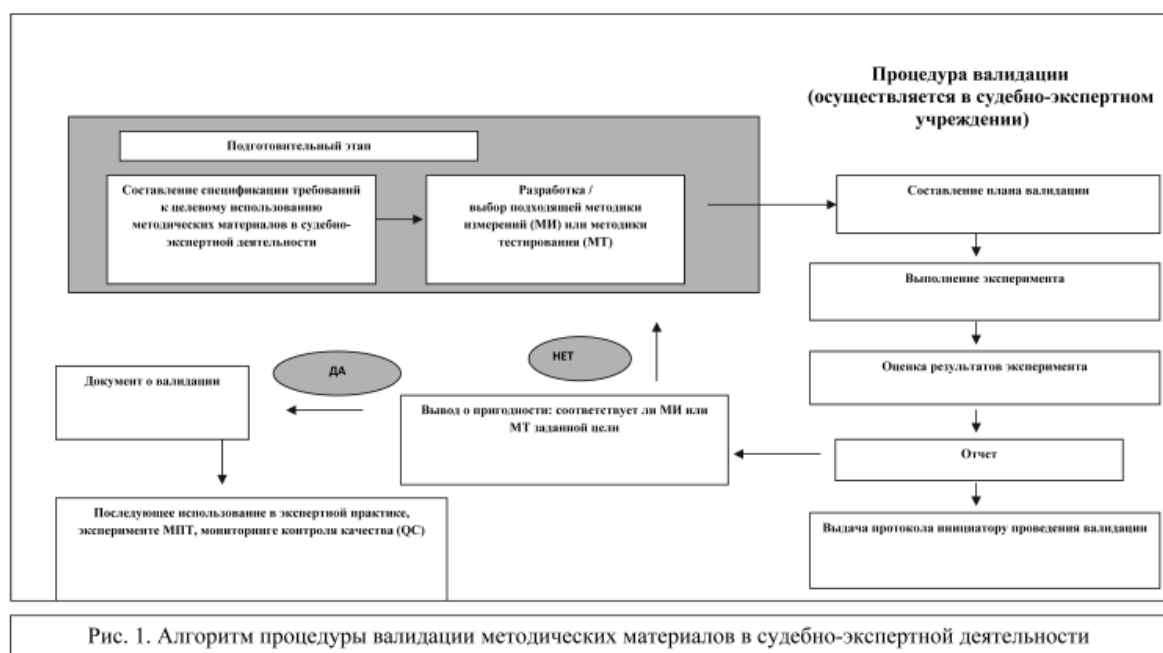 Процедура валидации
(осуществляется в судебно-экспертном
учреждении)
Подготовительный этап
Составление спецификации требований
к целевому использованию
методических материалов в судебно-
экспертной деятельности
Разработка /
выбор подходящей методики
измерений (МИ) или методики
тестирования (МТ)
Составление плана валидации
Выполнение эксперимента
Оценка результатов эксперимента
Отчет
Выдача протокола инициатору проведения валидации
НЕТ
Вывод о пригодности: соответствует ли МИ или
МТ заданной цели
ДА
Документ о валидации
Последующее использование в экспертной практике,
эксперименте МПТ, мониторинге контроля качества (QC)
Рис. 1. Алгоритм процедуры валидации методических материалов в судебно-экспертной деятельности